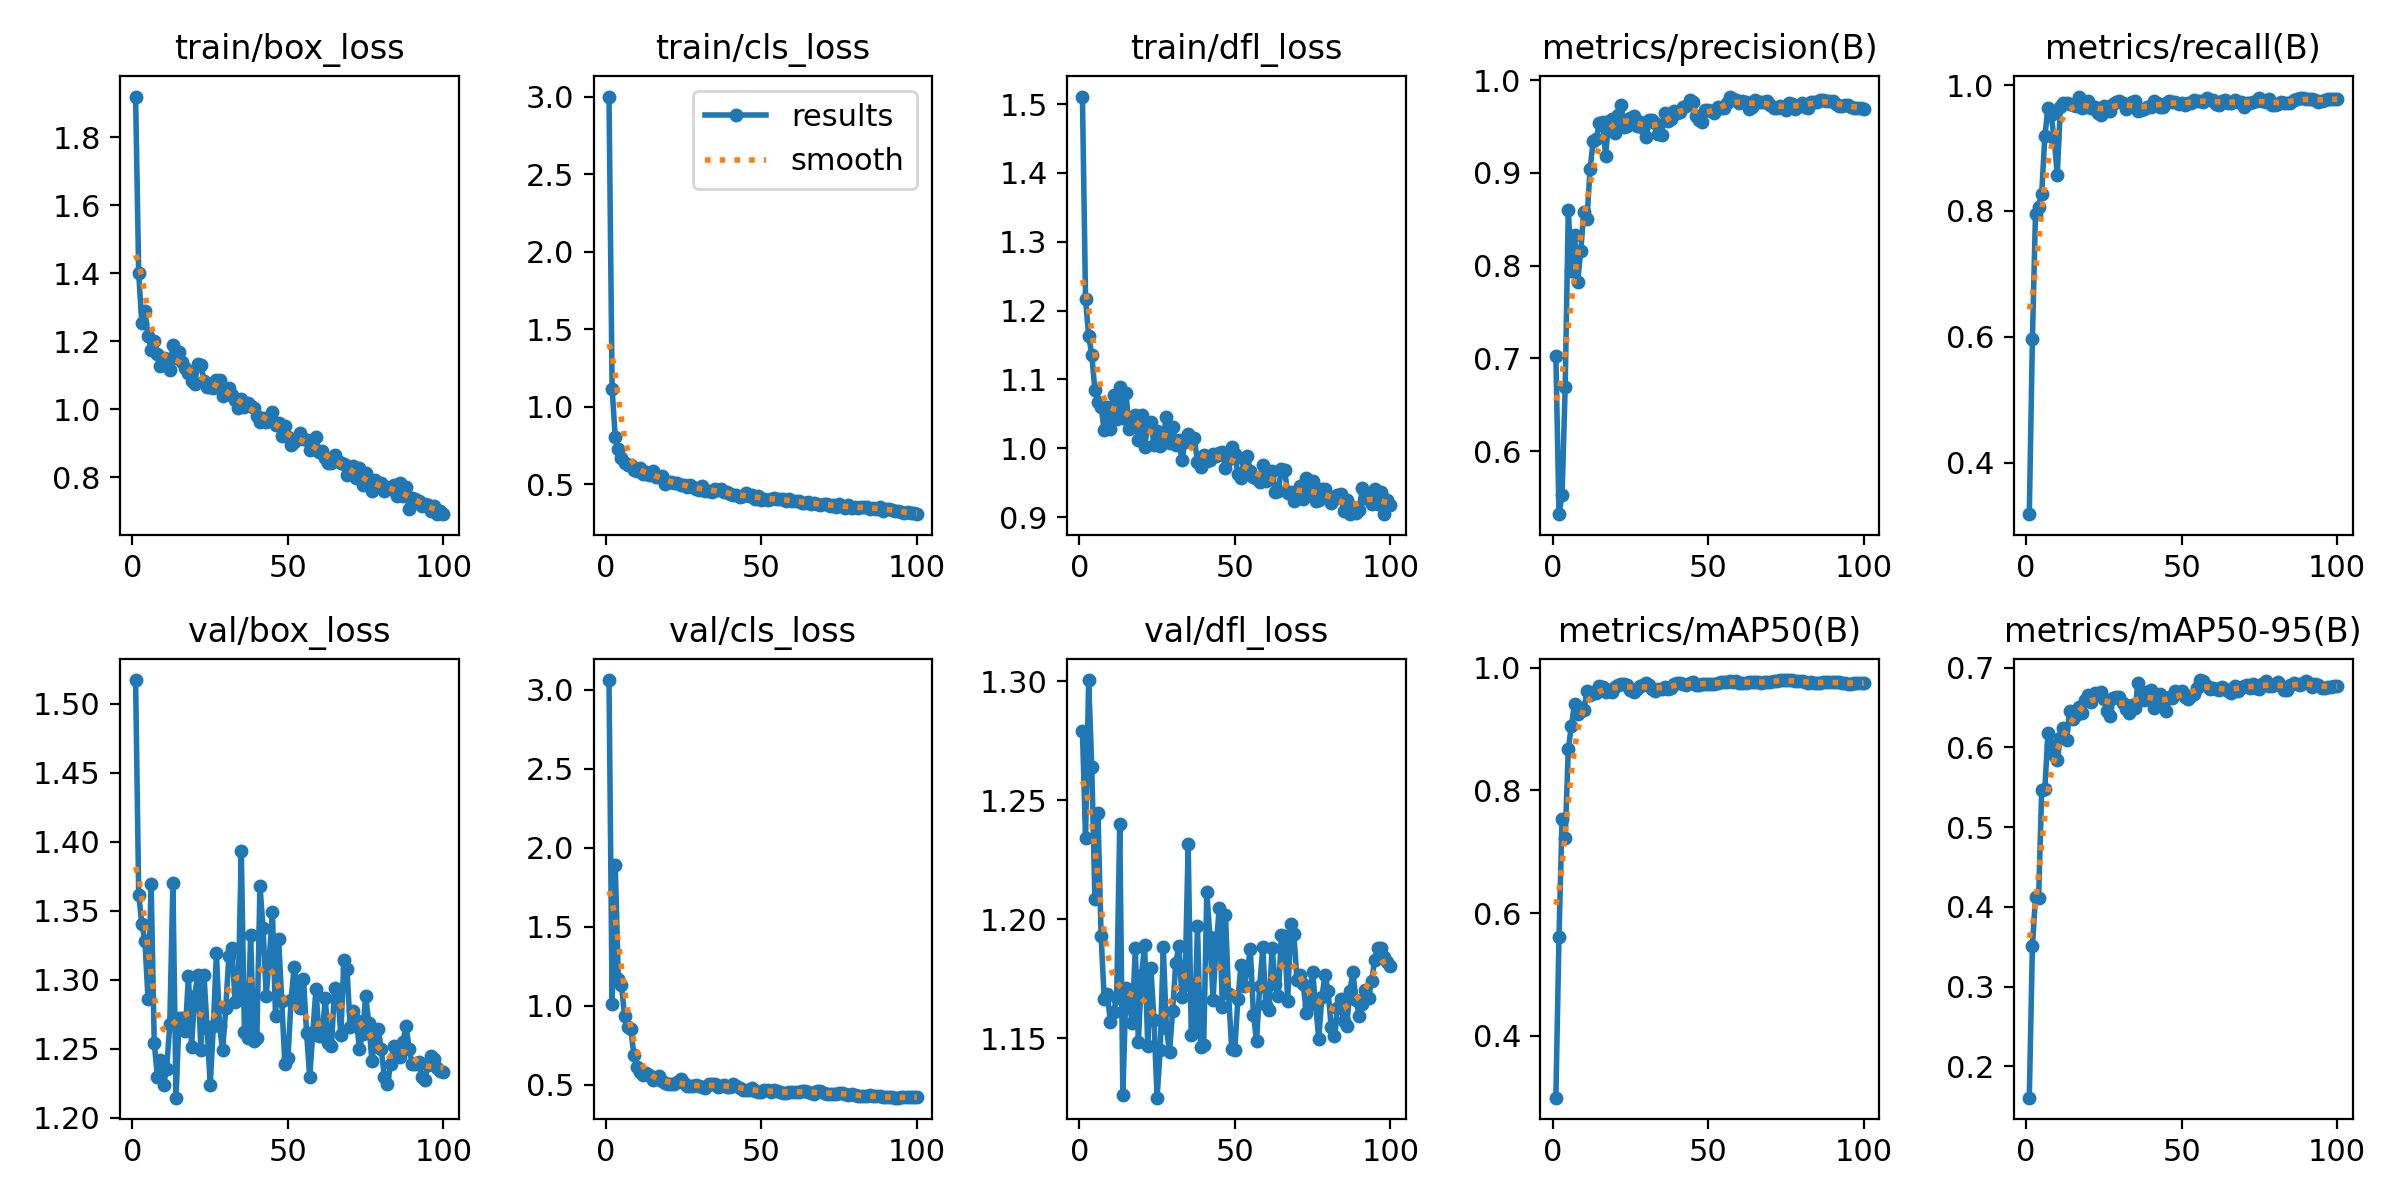 train/box_loss
1.8
1.6
1.4
1.2
1.0
0.8
0 50 100
train/cls_loss
results
smooth
3.0
2.5
2.0
1.5
1.0
0.5
0 50 100
train/dfl_loss
1.5
1.4
1.3
1.2
1.1
1.0
0.9
0 50 100
metrics/precision(B)
1.0
0.9
0.8
0.7
0.6
0 50 100
metrics/recall(B)
1.0
0.8
0.6
0.4
0 50 100
val/box_loss
1.50
1.45
1.40
1.35
1.30
1.25
1.20
0 50 100
val/cls_loss
3.0
2.5
2.0
1.5
1.0
0.5
0 50 100
val/dfl_loss
1.30
1.25
1.20
1.15
0 50 100
metrics/mAP50(B)
1.0
0.8
0.6
0.4
0 50 100
metrics/mAP50-95(B)
0.7
0.6
0.5
0.4
0.3
0.2
0 50 100